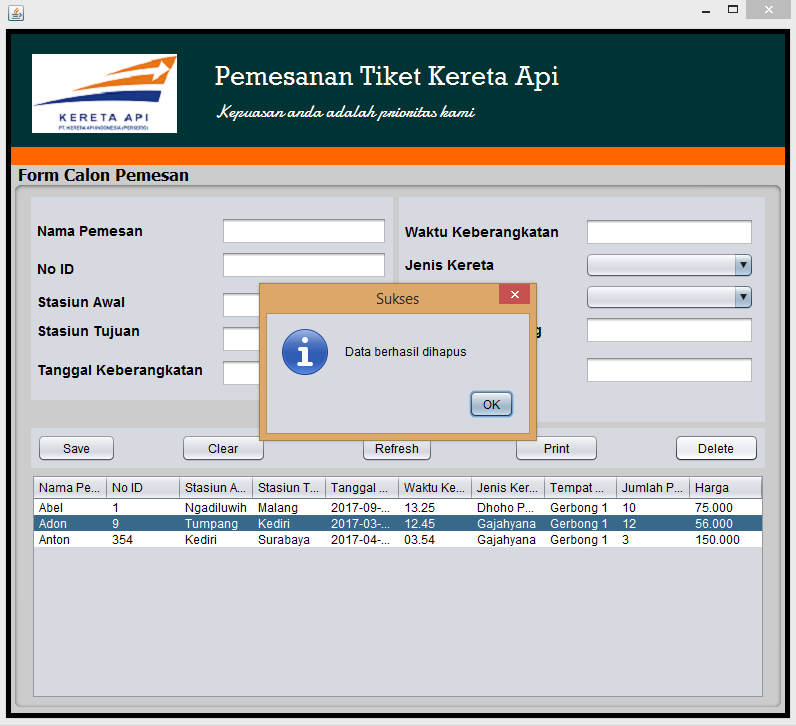 KERETA API
PT. KERETA API INDONESIA (PERSERO)
Pemesanan Tiket Kereta Api
Kepuasan anda adalah prioritas kami
Form Calon Pemesan
Nama Pemesan
No ID
Stasiun Awal
Stasiun Tujuan
Tanggal Keberangkatan
Waktu Keberangkatan
Jenis Kereta
g
Sukses
Data berhasil dihapus
OK
Save Clear Refresh Print Delete
Nama Pe... No ID Stasiun A... Stasiun T... Tanggal ... Waktu Ke... Jenis Ker... Tempat ... Jumlah P... Harga
Abel 1 Ngadiluwih Malang 2017-09-... 13.25 Dhoho P... Gerbong 1 10 75.000
Adon 9 Tumpang Kediri 2017-03-... 12.45 Gajahyana Gerbong 1 12 56.000
Anton 354 Kediri Surabaya 2017-04-... 03.54 Gajahyana Gerbong 1 3 150.000